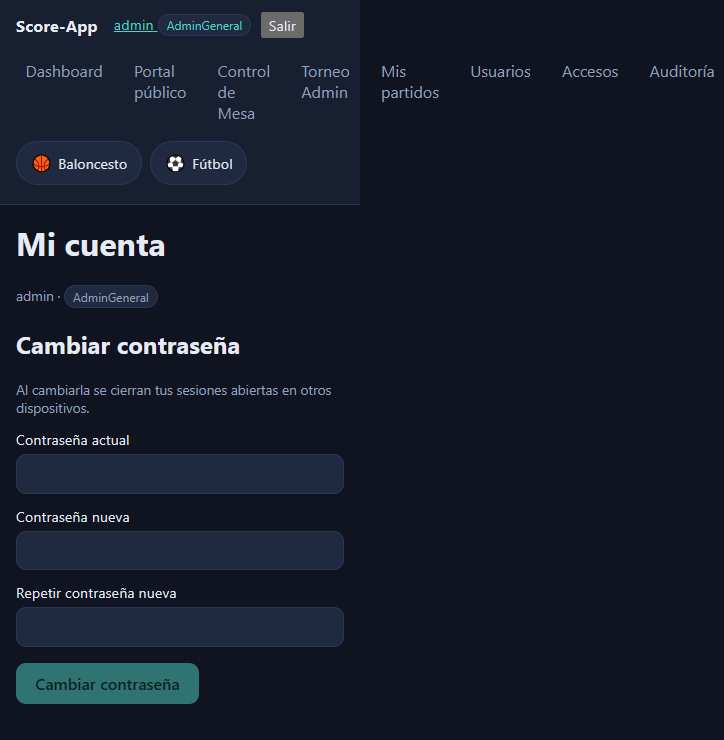 Score-App admin AdminGeneral Salir
Dashboard Portal público Control de Mesa Torneo Admin Mis partidos Usuarios Accesos Auditoría
Baloncesto Fútbol
Mi cuenta
admin · AdminGeneral
Cambiar contraseña
Al cambiarla se cierran tus sesiones abiertas en otros
dispositivos.
Contraseña actual
Contraseña nueva
Repetir contraseña nueva
Cambiar contraseña